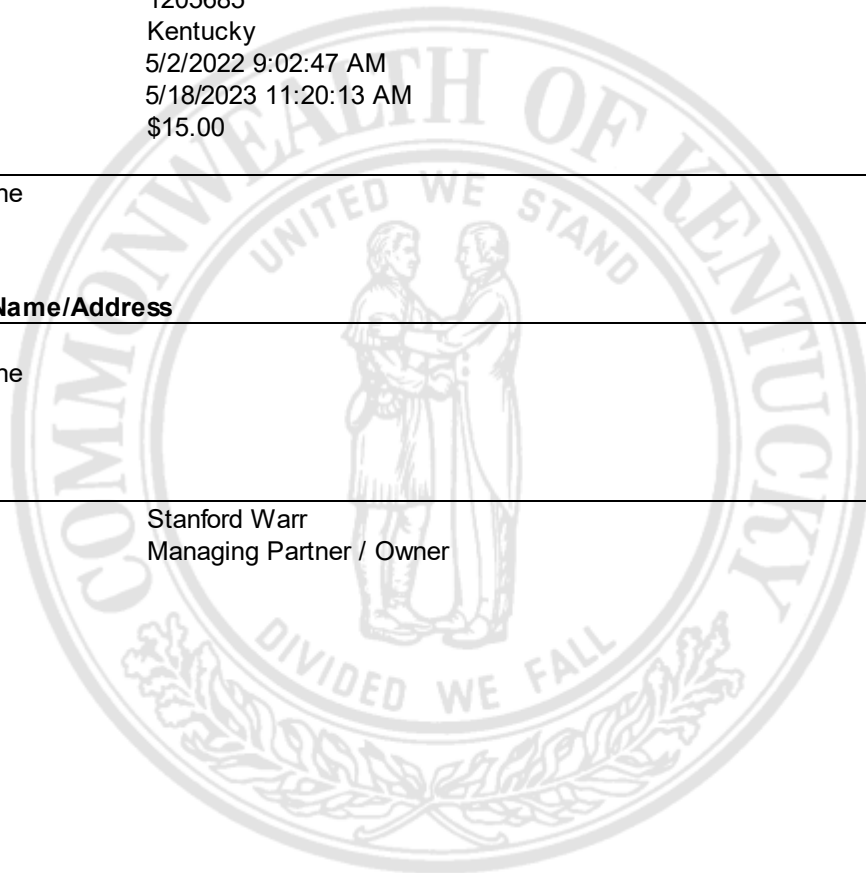 1205685
Kentucky
5/2/2022 9:02:47 AM
5/18/2023 11:20:13 AM
$15.00
ne
Name/Address
ne
Stanford Warr
Managing Partner / Owner
COMMONWEALTH OF KENTUCKY
UNITED WE STAND
DIVIDED WE FALL